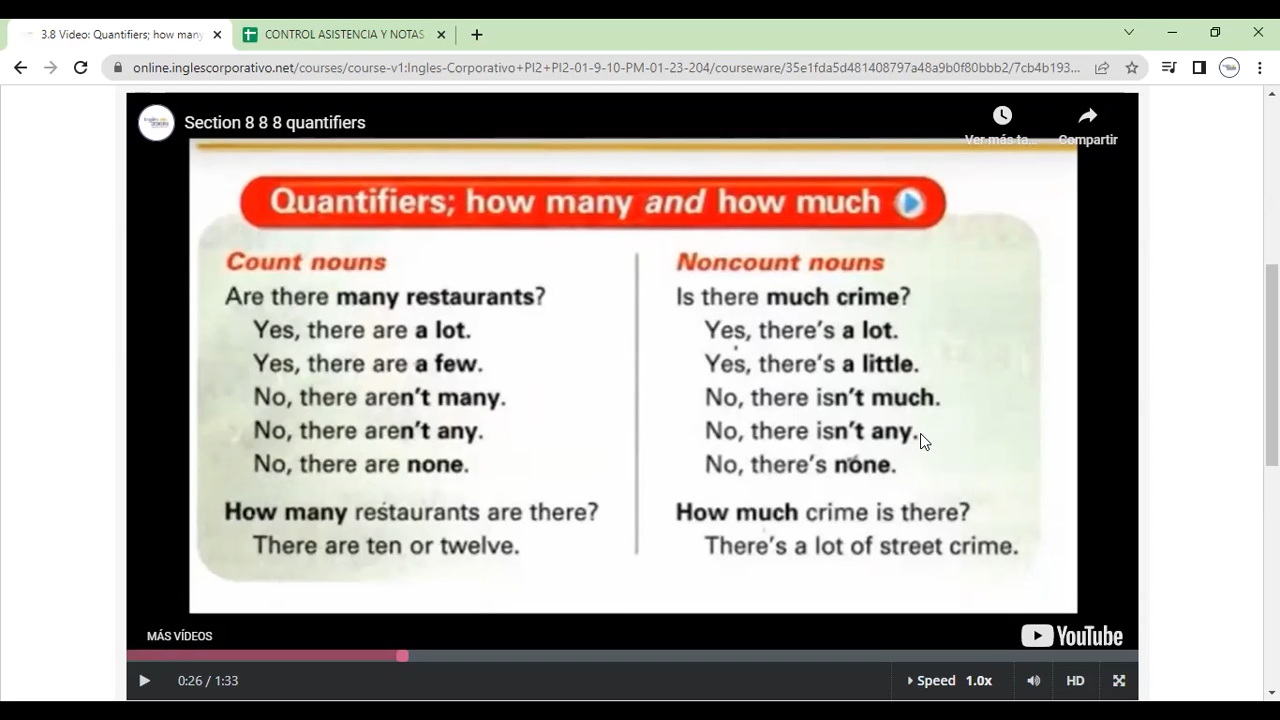 3.8 Video: Quantifiers; how many
CONTROL ASISTENCIA Y NOTAS
online.inglescorporativo.net/courses/course-v1:Ingles-Corporativo+PI2+PI2-01-9-10-PM-01-23-204/courseware/35e1fda5d481408797a48a9b0f80bbb2/7cb4b193...
Section 8 8 8 quantifiers
Ver más ta...
Compartir
Quantifiers; how many and how much
Count nouns
Are there many restaurants?
Yes, there are a lot.
Yes, there are a few.
No, there aren't many.
No, there aren't any.
No, there are none.
How many restaurants are there?
There are ten or twelve.
Noncount nouns
Is there much crime?
Yes, there's a lot.
Yes, there's a little.
No, there isn't much.
No, there isn't any.
No, there's none.
How much crime is there?
There's a lot of street crime.
MÁS VÍDEOS
YouTube
0:26 / 1:33
Speed 1.0x
HD